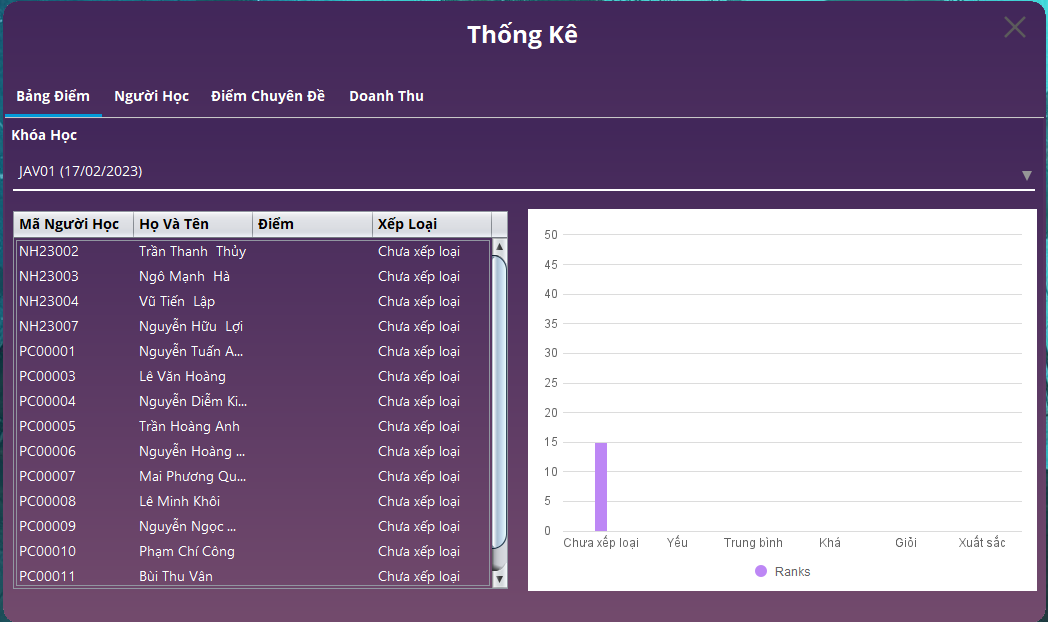 Thống Kê
Bảng Điểm Người Học Điểm Chuyên Đề Doanh Thu
Khóa Học
JAV01 (17/02/2023)
Mã Người Học Họ Và Tên Điểm Xếp Loại
NH23002 Trần Thanh Thủy Chưa xếp loại
NH23003 Ngô Mạnh Hà Chưa xếp loại
NH23004 Vũ Tiến Lập Chưa xếp loại
NH23007 Nguyễn Hữu Lợi Chưa xếp loại
PC00001 Nguyễn Tuấn A... Chưa xếp loại
PC00003 Lê Văn Hoàng Chưa xếp loại
PC00004 Nguyễn Diễm Ki... Chưa xếp loại
PC00005 Trần Hoàng Anh Chưa xếp loại
PC00006 Nguyễn Hoàng ... Chưa xếp loại
PC00007 Mai Phương Qu... Chưa xếp loại
PC00008 Lê Minh Khôi Chưa xếp loại
PC00009 Nguyễn Ngọc ... Chưa xếp loại
PC00010 Phạm Chí Công Chưa xếp loại
PC00011 Bùi Thu Vân Chưa xếp loại
50
45
40
35
30
25
20
15
10
5
0
Chưa xếp loại Yếu Trung bình Khá Giỏi Xuất sắc
Ranks